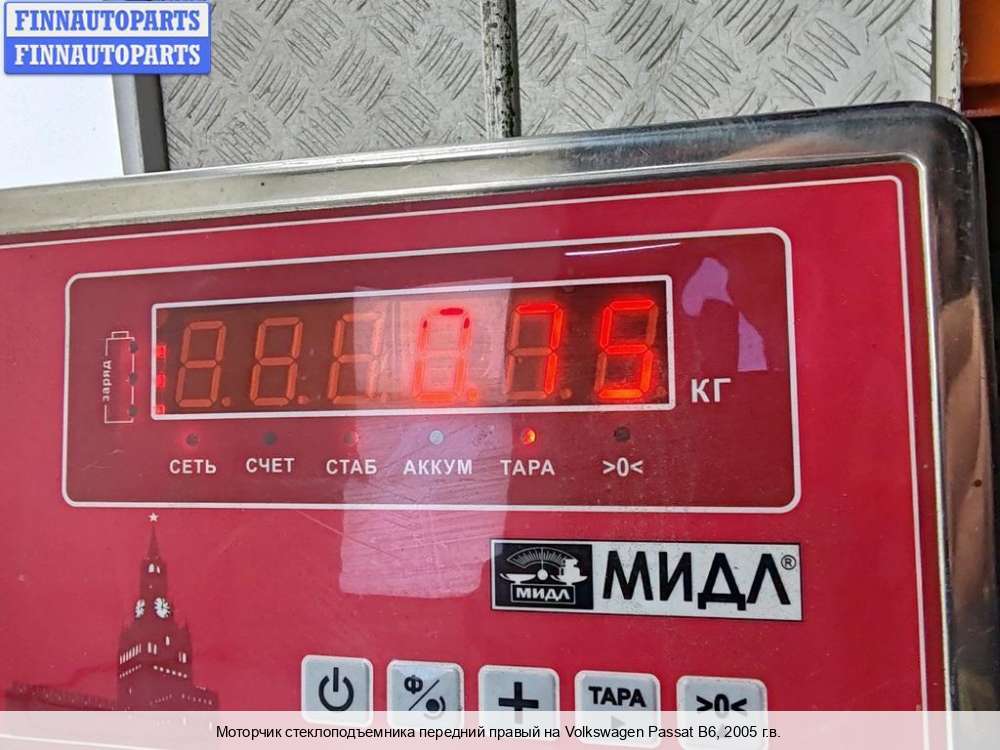 FINNAUTOPARTS
FINNAUTOPARTS
заряд
0.75
КГ
СЕТЬ СЧЕТ СТАБ АККУМ ТАРА >0<
МИДЛ МИДЛ®
Ф ТАРА >0<
Моторчик стеклоподъемника передний правый на Volkswagen Passat B6, 2005 г.в.